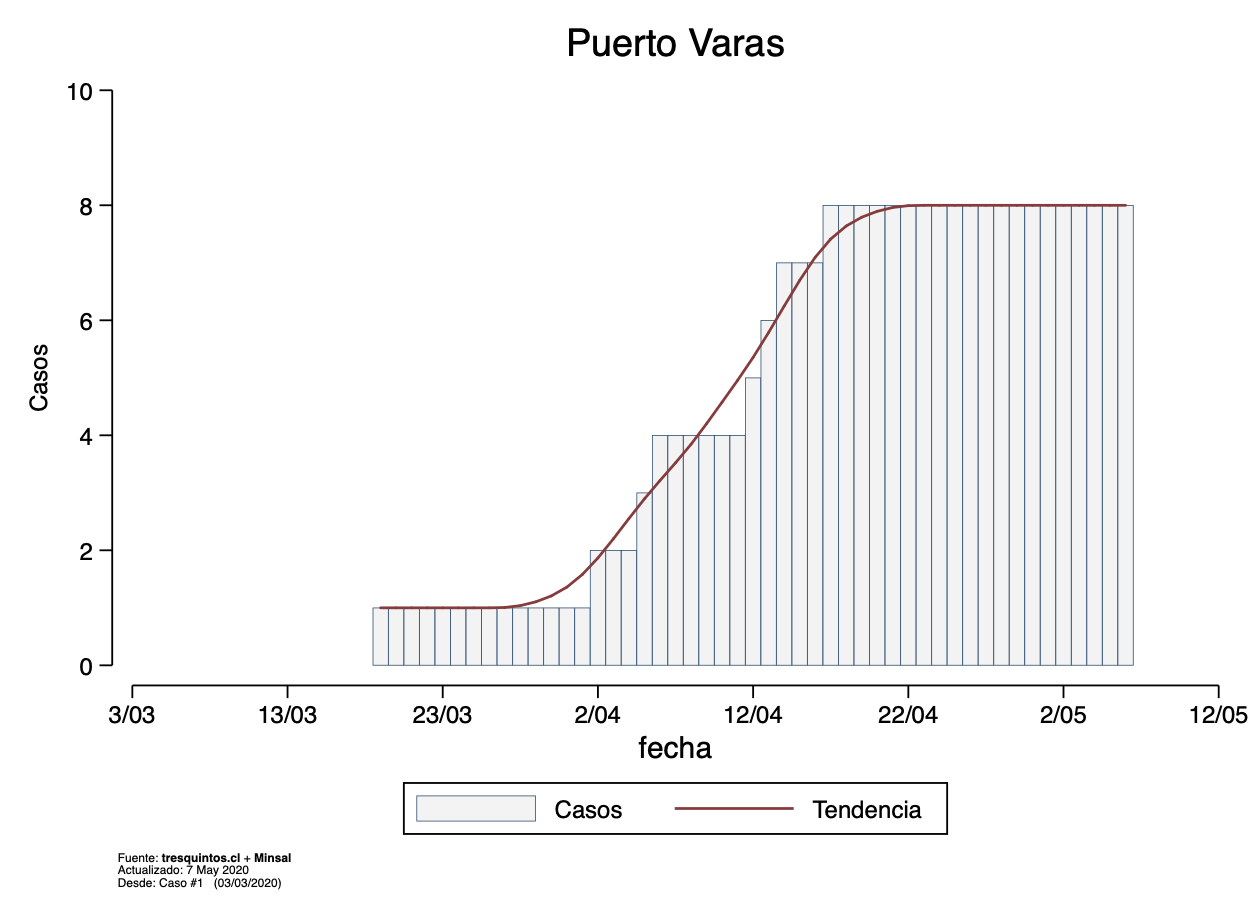 Puerto Varas
10
8
6
4
2
0
Casos
3/03 13/03 23/03 2/04 12/04 22/04 2/05 12/05
fecha
Casos Tendencia
Fuente: tresquintos.cl + Minsal
Actualizado: 7 May 2020
Desde: Caso #1 (03/03/2020)